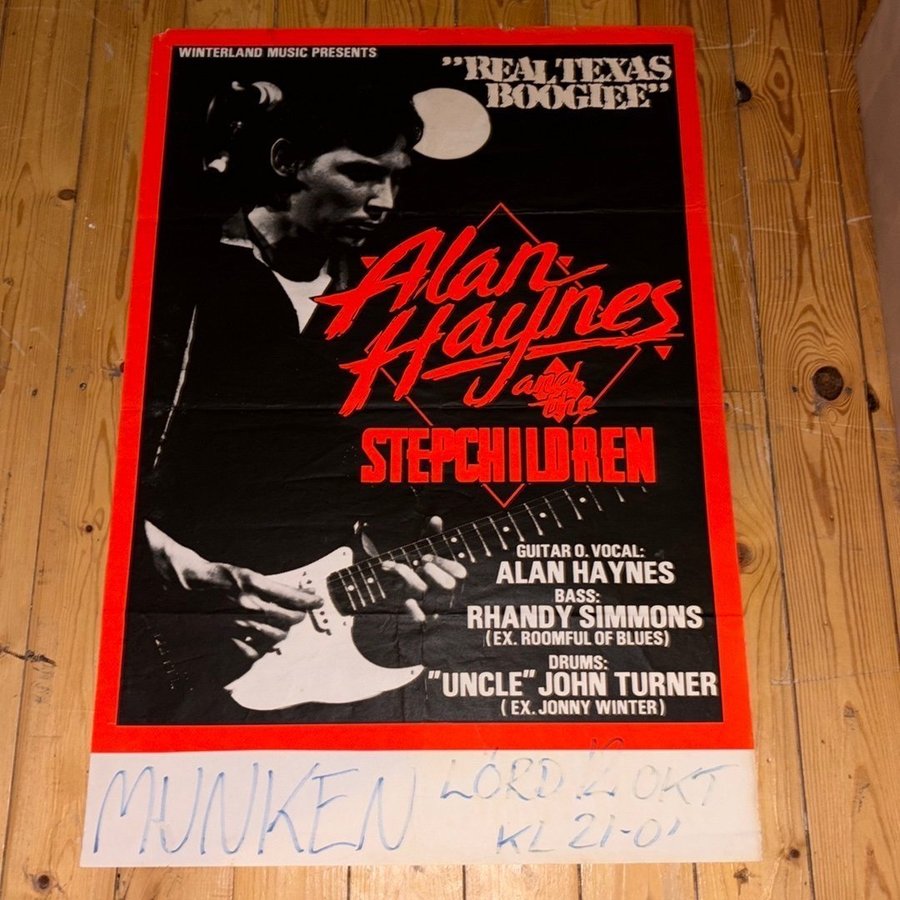 WINTERLAND MUSIC PRESENTS
"REAL TEXAS
BOOGIEE"
Alan
Haynes
and
the
STEPCHILDREN
GUITAR O. VOCAL:
ALAN HAYNES
BASS:
RHANDY SIMMONS
(EX. ROOMFUL OF BLUES)
DRUMS:
"UNCLE" JOHN TURNER
(EX. JONNY WINTER)
MUNKEN
LÖRD OKT
KL 21-01